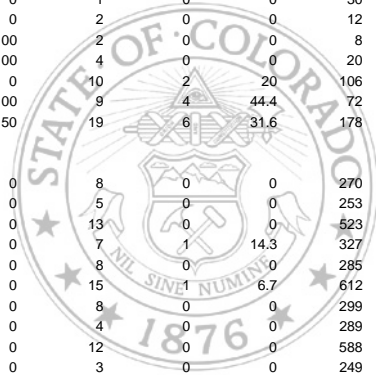 0 1 0 0 50
0 2 0 0 12
00 2 0 0 8
00 4 0 0 20
0 10 2 20 106
00 9 4 44.4 72
50 19 6 31.6 178
0 8 0 0 270
0 5 0 0 253
0 13 0 0 523
0 7 1 14.3 327
0 8 0 0 285
0 15 1 6.7 612
0 8 0 0 299
0 4 0 0 289
0 12 0 0 588
0 3 0 0 249
STATE OF COLORADO
NIL SINE NUMINE
1876